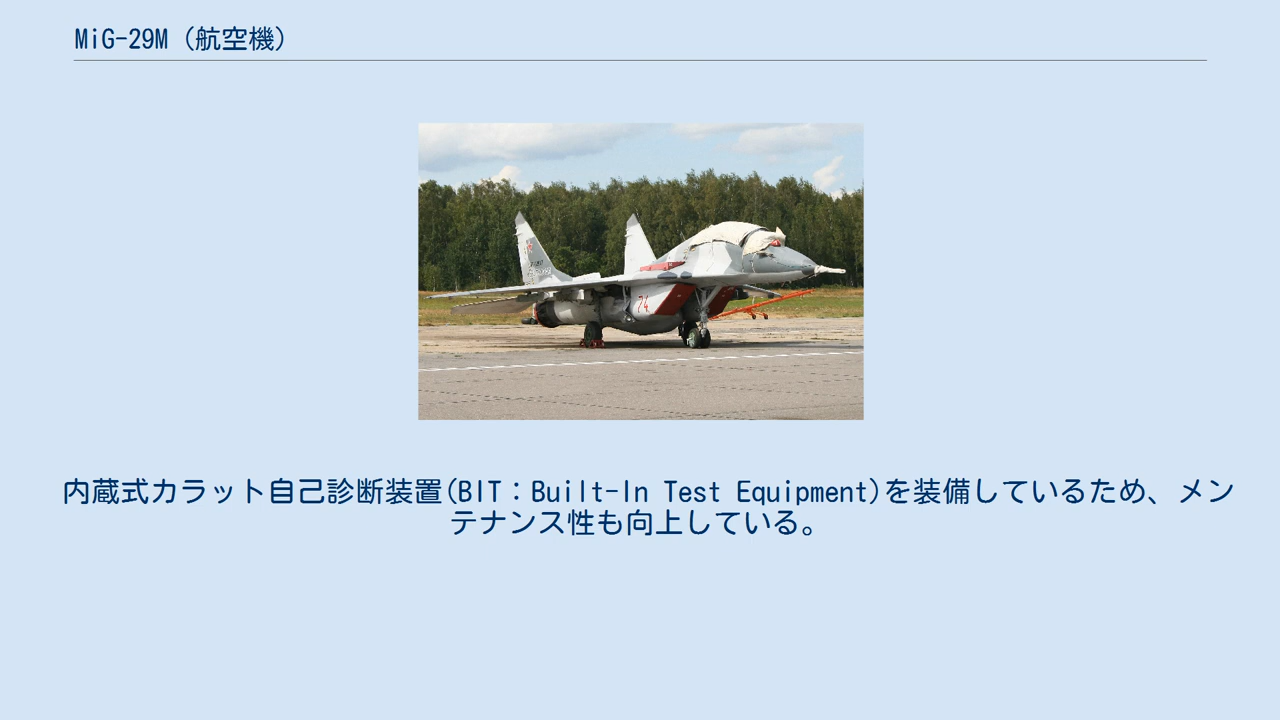 MiG-29M (航空機)
74
内蔵式カラット自己診断装置(BIT：Built-In Test Equipment)を装備しているため、メン
テナンス性も向上している。